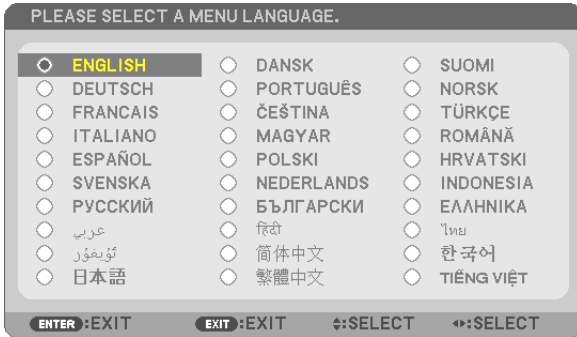 PLEASE SELECT A MENU LANGUAGE.
ENGLISH DANSK SUOMI
DEUTSCH PORTUGUÊS NORSK
FRANCAIS ČEŠTINA TÜRKÇE
ITALIANO MAGYAR ROMÂNĂ
ESPAÑOL POLSKI HRVATSKI
SVENSKA NEDERLANDS INDONESIA
РУССКИЙ БЪЛГАРСКИ ΕΛΛΗΝΙΚΑ
عربي हिंदी ไทย
ئۇيغۇر 简体中文 한국어
日本語 繁體中文 TIẾNG VIỆT
ENTER :EXIT EXIT :EXIT :SELECT :SELECT